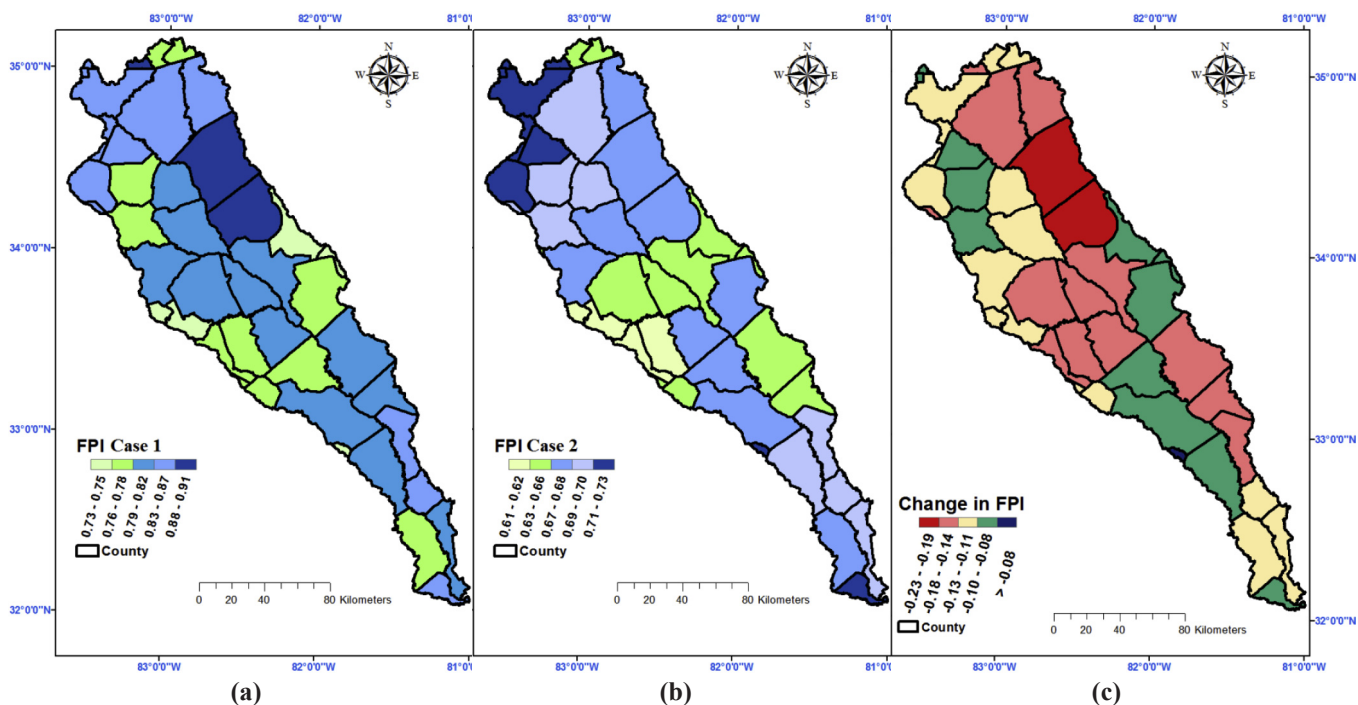 83°0'0"W 82°0'0"W 81°0'0" 83°0'0"W 82°0'0"W 81°0'0" 83°0'0"W 82°0'0"W 81°0'0"W
35°0'0"N
34°0'0"N
33°0'0"N
32°0'0"N
N
W E
S
FPI Case 1
0.73 - 0.75
0.76 - 0.78
0.79 - 0.82
0.83 - 0.87
0.88 - 0.91
County
0 20 40 80 Kilometers
83°0'0"W 82°0'0"W 81°0'0"
(a)
N
W E
S
FPI Case 2
0.61 - 0.62
0.63 - 0.66
0.67 - 0.68
0.69 - 0.70
0.71 - 0.73
County
0 20 40 80 Kilometers
83°0'0"W 82°0'0"W 81°0'0"
(b)
N
W E
S
35°0'0"N
34°0'0"N
33°0'0"N
32°0'0"N
Change in FPI
-0.23 - -0.19
-0.18 - -0.14
-0.13 - -0.11
-0.10 - -0.08
> -0.08
County
0 20 40 80 Kilometers
83°0'0"W 82°0'0"W 81°0'0"W
(c)